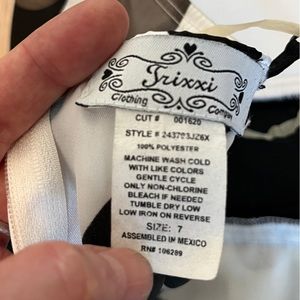 Trixxi
Clothing Company
CUT # 001620
STYLE # 243793JZ6X
100% POLYESTER
MACHINE WASH COLD
WITH LIKE COLORS
GENTLE CYCLE
ONLY NON-CHLORINE
BLEACH IF NEEDED
TUMBLE DRY LOW
LOW IRON ON REVERSE
SIZE: 7
ASSEMBLED IN MEXICO
RN# 106289